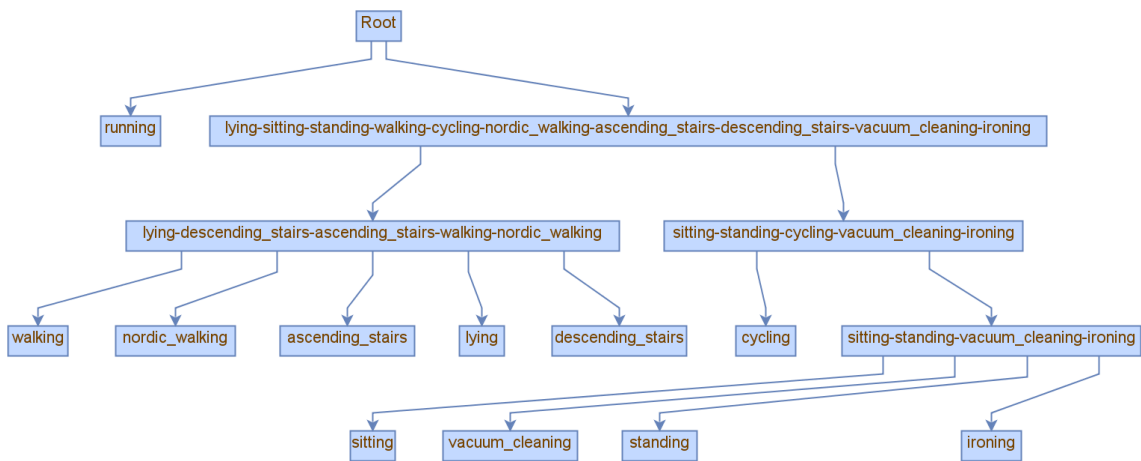 Root
running
lying-sitting-standing-walking-cycling-nordic_walking-ascending_stairs-descending_stairs-vacuum_cleaning-ironing
lying-descending_stairs-ascending_stairs-walking-nordic_walking
sitting-standing-cycling-vacuum_cleaning-ironing
walking
nordic_walking
ascending_stairs
lying
descending_stairs
cycling
sitting-standing-vacuum_cleaning-ironing
sitting
vacuum_cleaning
standing
ironing